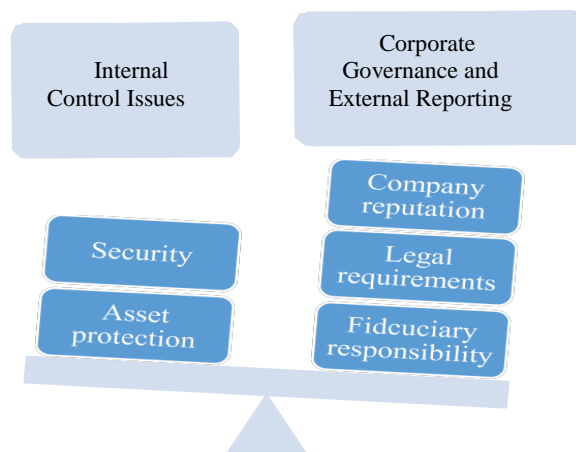 Internal
Control Issues
Corporate
Governance and
External Reporting
Security
Asset
protection
Company
reputation
Legal
requirements
Fidcuciary
responsibility